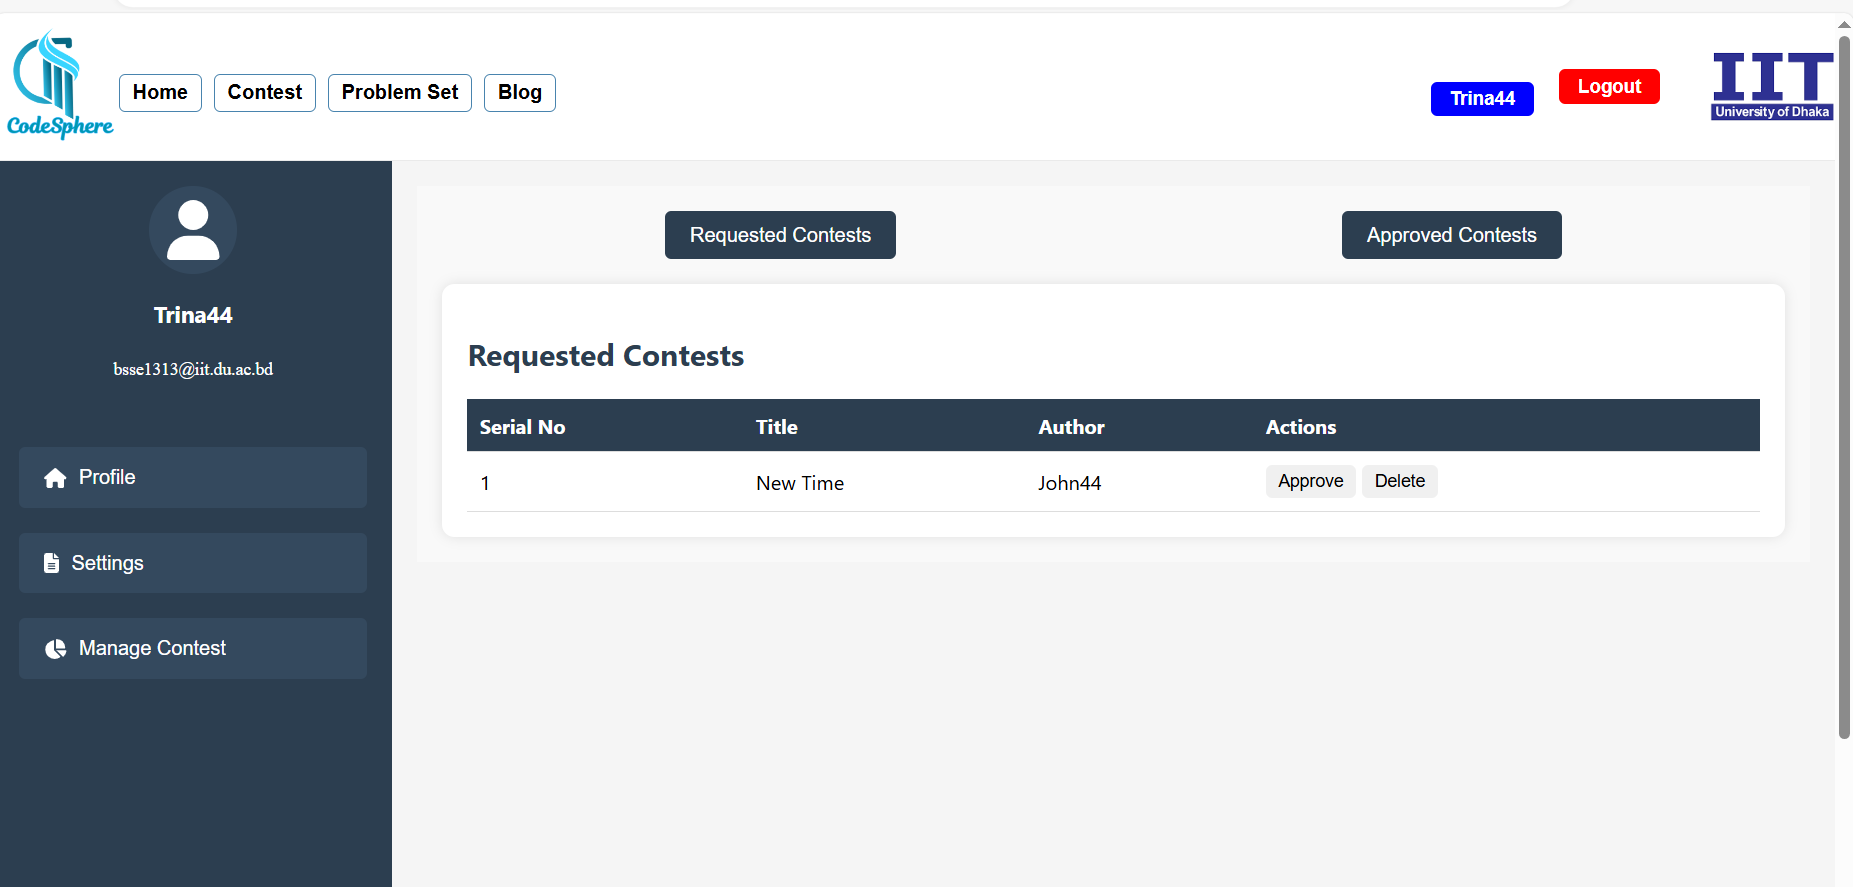 CodeSphere
Home Contest Problem Set Blog
Trina44 Logout
IIT
University of Dhaka
Trina44
bsse1313@iit.du.ac.bd
Profile
Settings
Manage Contest
Requested Contests Approved Contests
Requested Contests
Serial No Title Author Actions
1 New Time John44 Approve Delete